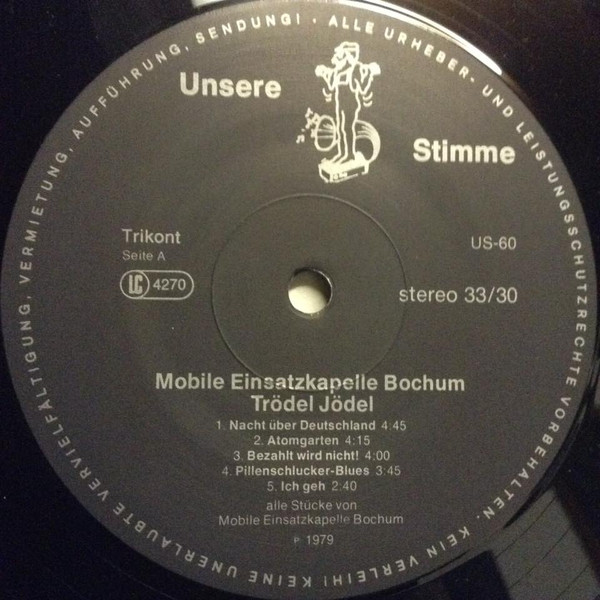 ALLE URHEBER- UND LEISTUNGSSCHUTZRECHTE VORBEHALTEN. KEIN VERLEIH! KEINE UNERLAUBTE VERVIELFÄLTIGUNG, VERMIETUNG, AUFFÜHRUNG, SENDUNG! ·
Unsere
Stimme
Trikont
Seite A
LC 4270
US-60
stereo 33/30
Mobile Einsatzkapelle Bochum
Trödel Jödel
1. Nacht über Deutschland 4:45
2. Atomgarten 4:15
3. Bezahlt wird nicht! 4:00
4. Pillenschlucker-Blues 3:45
5. Ich geh 2:40
alle Stücke von
Mobile Einsatzkapelle Bochum
P 1979